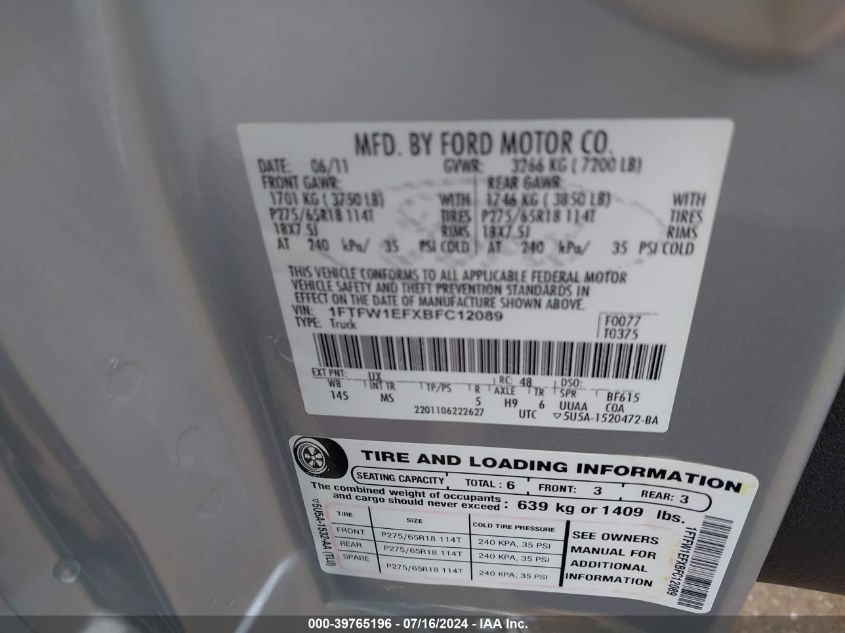 MFD. BY FORD MOTOR CO.
DATE: 06/11 GVWR: 3266 KG ( 7200 LB)
FRONT GAWR: REAR GAWR:
1701 KG ( 3750 LB) WITH 1746 KG ( 3850 LB) WITH
P275/65R18 114T TIRES P275/65R18 114T TIRES
18X7.5J RIMS 18X7.5J RIMS
AT 240 kPa/ 35 PSI COLD AT 240 kPa/ 35 PSI COLD
THIS VEHICLE CONFORMS TO ALL APPLICABLE FEDERAL MOTOR
VEHICLE SAFETY AND THEFT PREVENTION STANDARDS IN
EFFECT ON THE DATE OF MANUFACTURE SHOWN ABOVE.
VIN: 1FTFW1EFXBFC12089
TYPE: Truck
F0077
T0375
EXT PNT: UX RC: 48 DSO:
WB INT TR TP/PS R AXLE TR SPR BF615
145 MS 5 H9 6 UUAA COA
2201106222627 UTC ▽5U5A-1520472-BA
TIRE AND LOADING INFORMATION
SEATING CAPACITY TOTAL : 6 FRONT: 3 REAR: 3
The combined weight of occupants
and cargo should never exceed : 639 kg or 1409 lbs.
TIRE SIZE COLD TIRE PRESSURE
FRONT P275/65R18 114T 240 KPA, 35 PSI
REAR P275/65R18 114T 240 KPA, 35 PSI
SPARE P275/65R18 114T 240 KPA, 35 PSI
SEE OWNERS
MANUAL FOR
ADDITIONAL
INFORMATION
▽5U5A-1532-AA (TLU)
1FTFW1EFXBFC12089
000-39765196 - 07/16/2024 - IAA Inc.